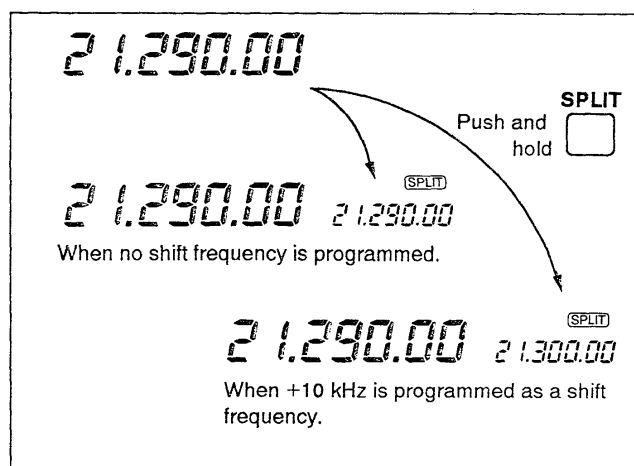 21.290.00
SPLIT
Push and
hold
SPLIT
21.290.00 21.290.00
When no shift frequency is programmed.
SPLIT
21.290.00 21.300.00
When +10 kHz is programmed as a shift
frequency.